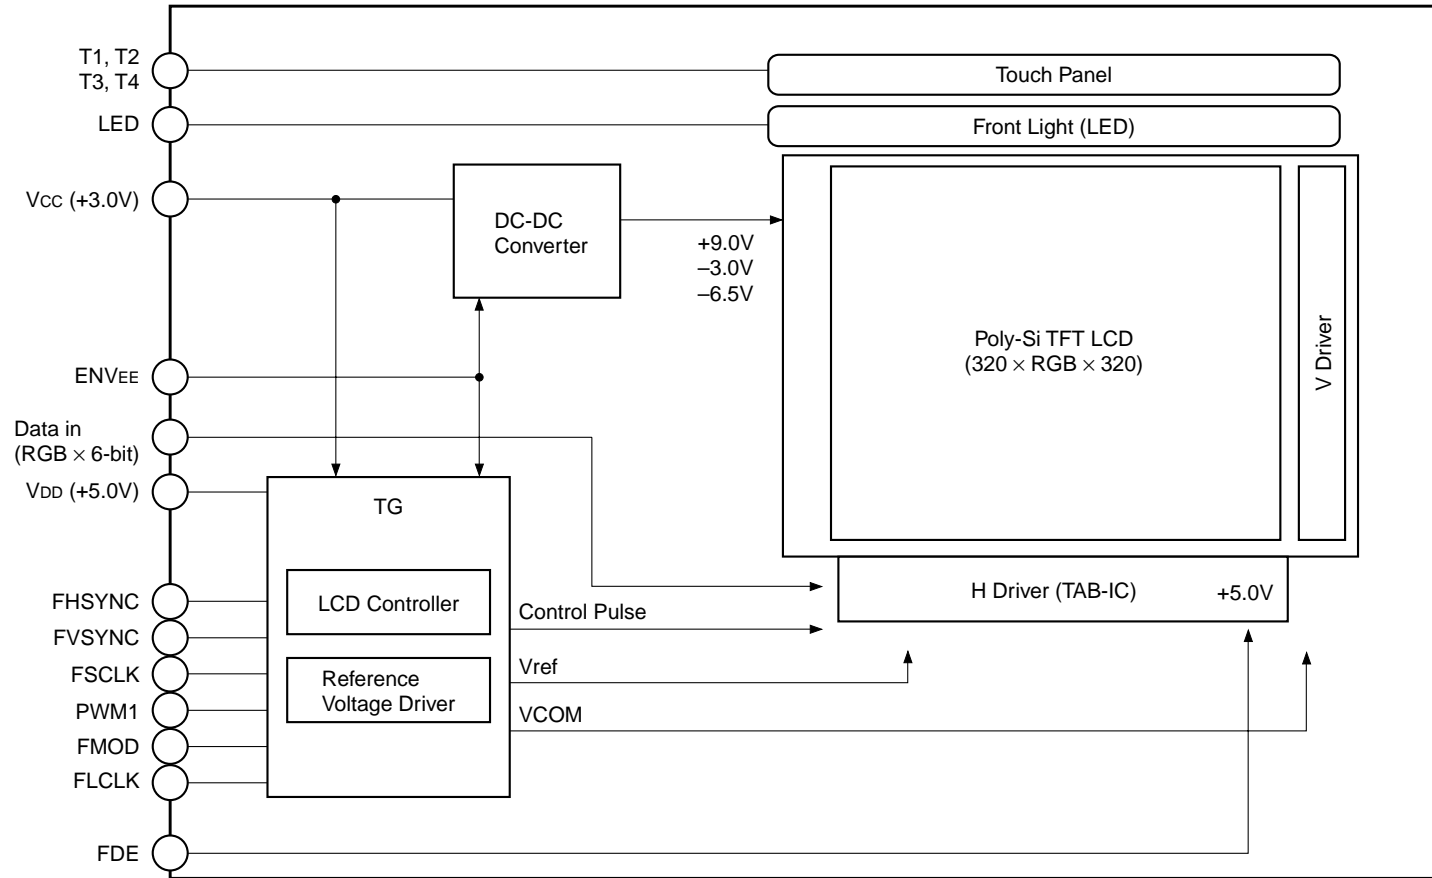 T1, T2
T3, T4
Touch Panel
LED
Front Light (LED)
VCC (+3.0V)
DC-DC
Converter
+9.0V
–3.0V
–6.5V
Poly-Si TFT LCD
(320 × RGB × 320)
V Driver
ENVEE
Data in
(RGB × 6-bit)
VDD (+5.0V)
TG
FHSYNC
LCD Controller
Control Pulse
H Driver (TAB-IC)
+5.0V
FVSYNC
FSCLK
Reference
Voltage Driver
Vref
PWM1
VCOM
FMOD
FLCLK
FDE